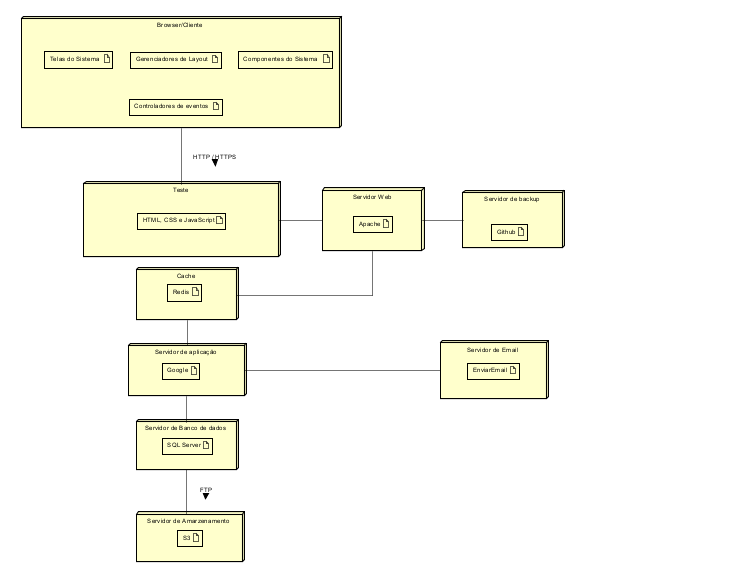 Browser/Cliente
Telas do Sistema
Gerenciadores de Layout
Componentes do Sistema
Controladores de eventos
HTTP /HTTPS
Teste
HTML, CSS e JavaScript
Servidor Web
Apache
Servidor de backup
Github
Cache
Redis
Servidor de aplicação
Google
Servidor de Email
EnviarEmail
Servidor de Banco de dados
SQL Server
FTP
Servidor de Amarzenamento
S3